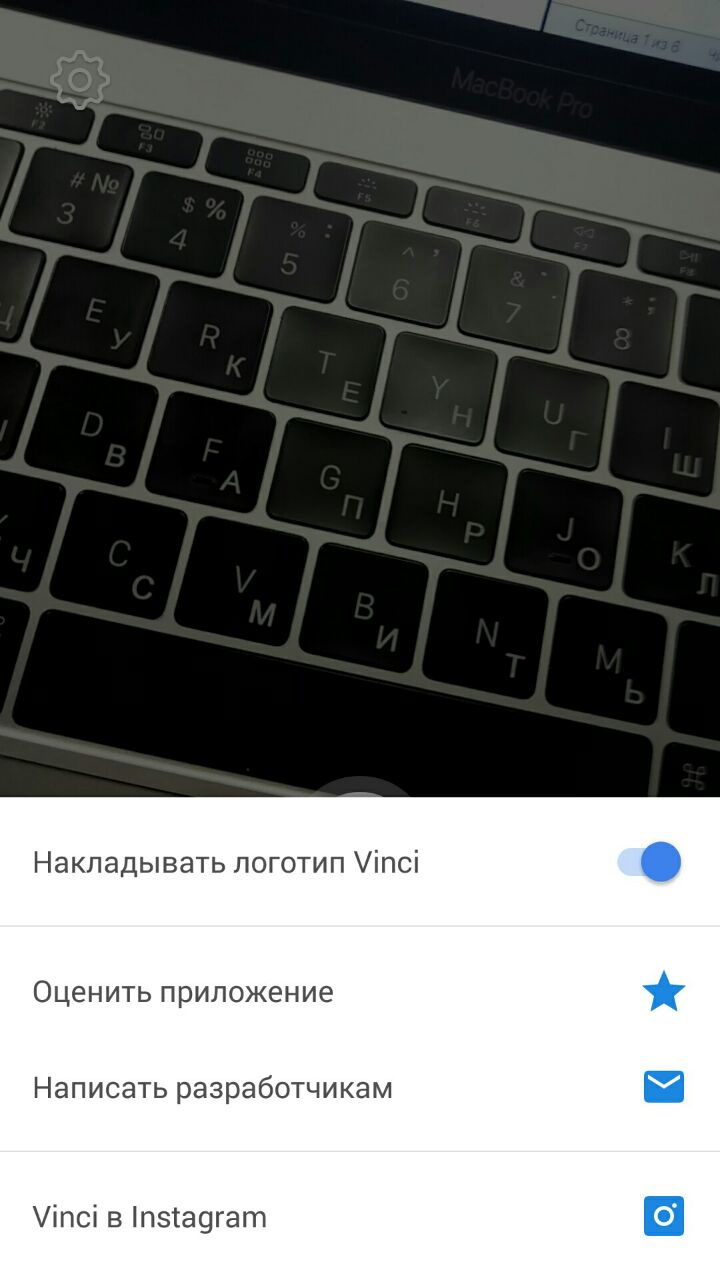 Страница 1 из 6
MacBook Pro
F2 F3 F4 F5 F6 F7 F8
# № $ % % : ^ , & . * ;
3 4 5 6 7 8
E У R К T Е Y Н U Г I Ш
D В F А G П H Р J О K Л
Ч C С V М B И N Т M Ь
⌘
Накладывать логотип Vinci
Оценить приложение
Написать разработчикам
Vinci в Instagram